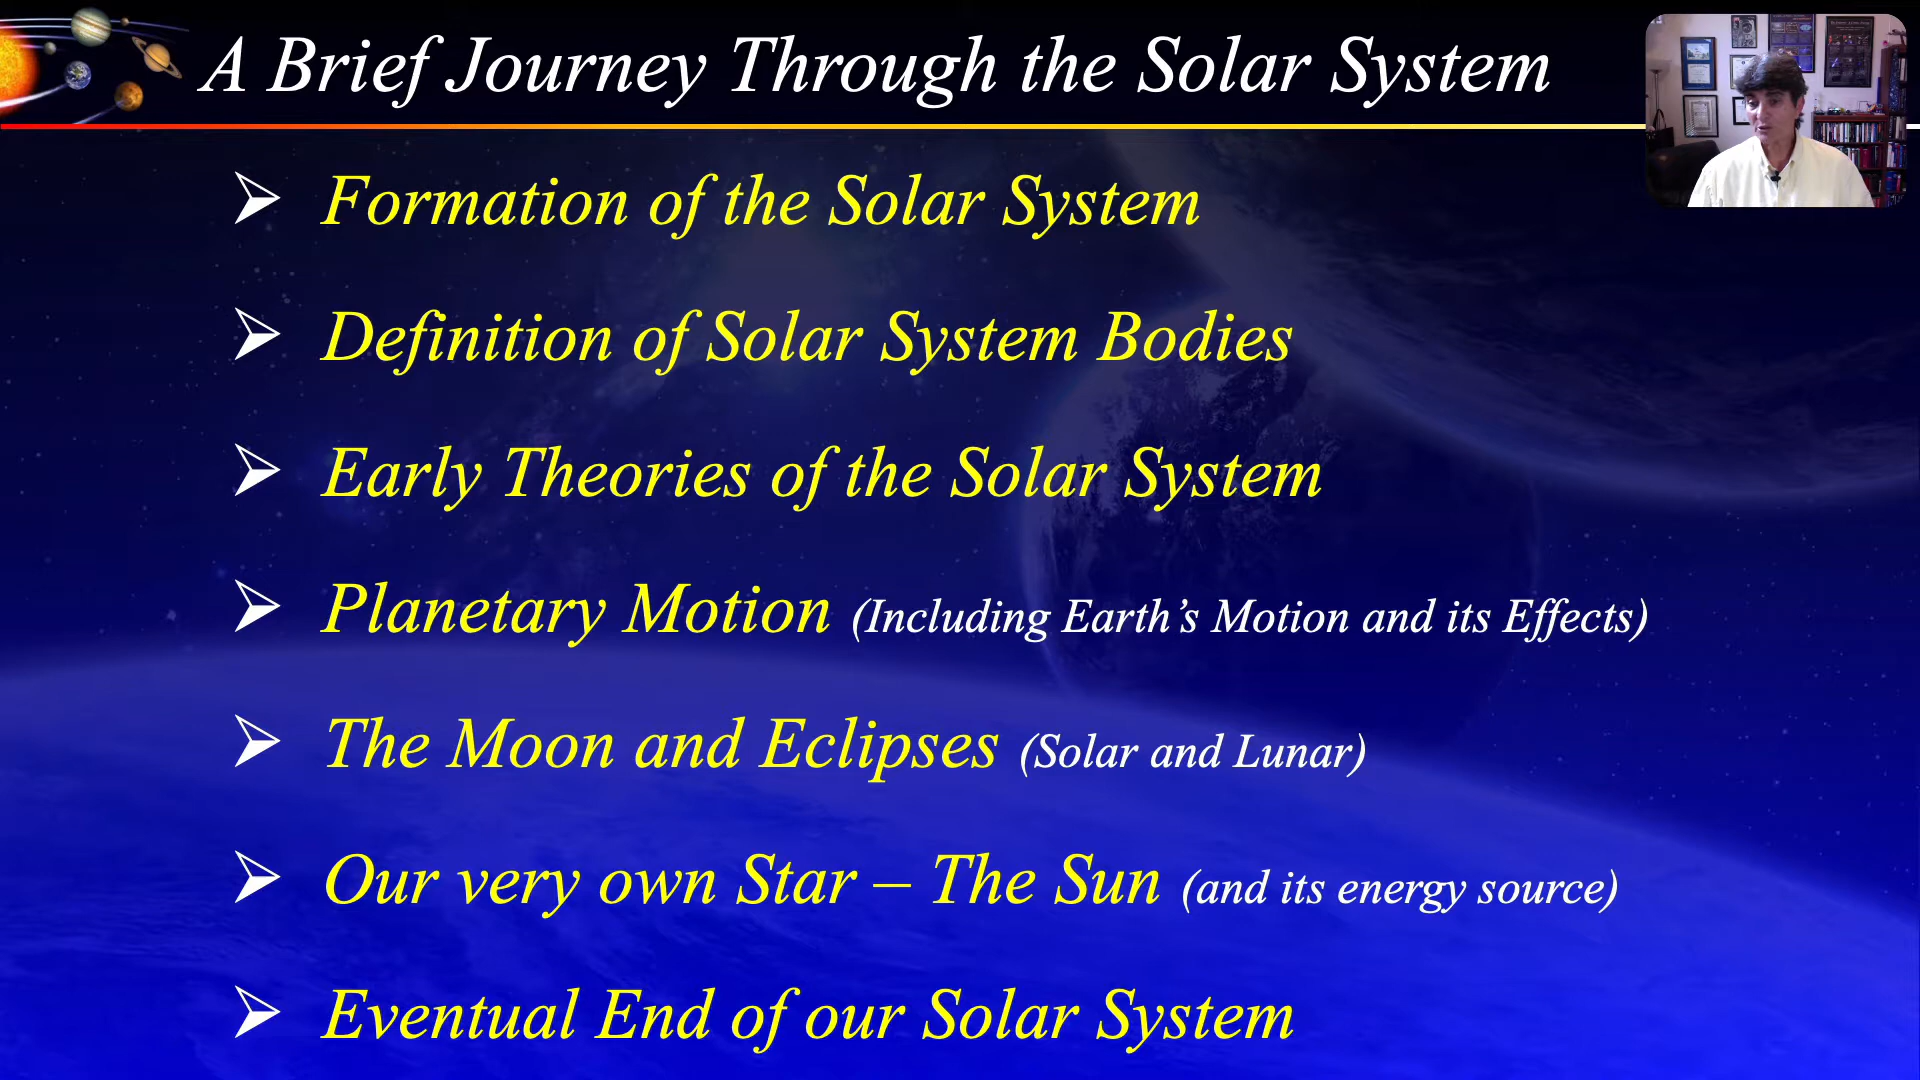 A Brief Journey Through the Solar System
Formation of the Solar System
Definition of Solar System Bodies
Early Theories of the Solar System
Planetary Motion (Including Earth’s Motion and its Effects)
The Moon and Eclipses (Solar and Lunar)
Our very own Star – The Sun (and its energy source)
Eventual End of our Solar System